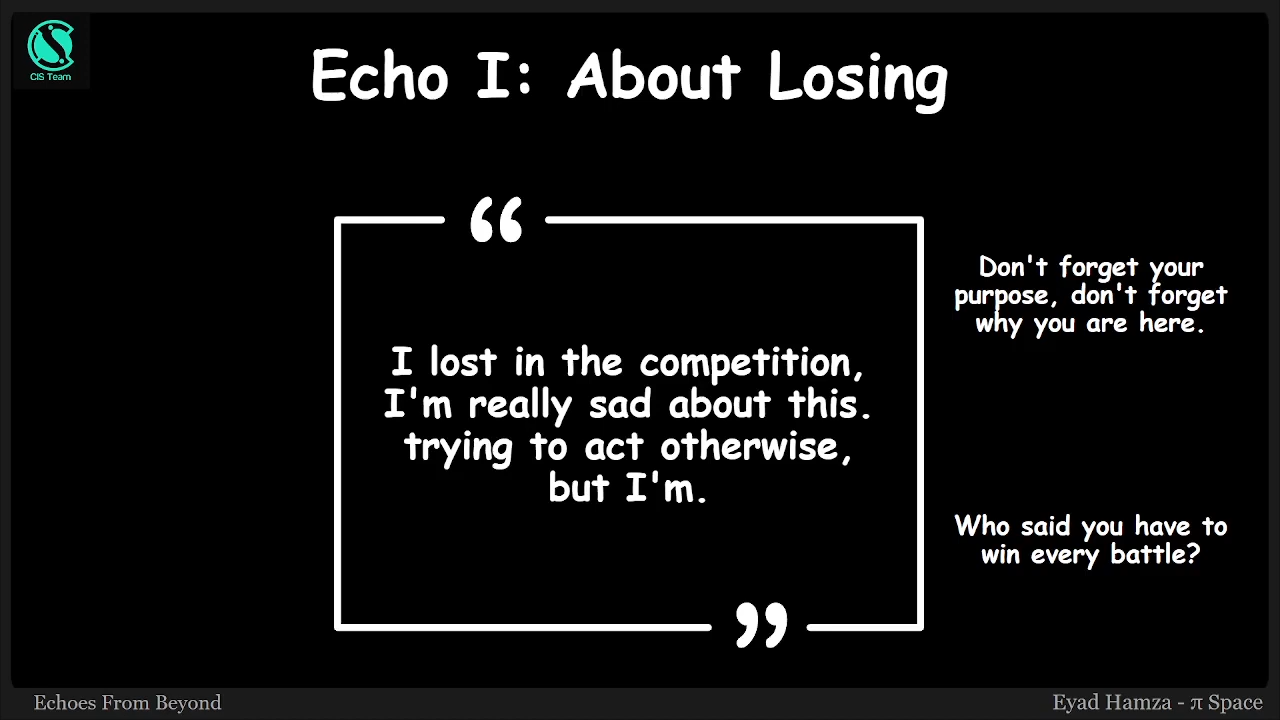 CIS Team
Echo I: About Losing
“
I lost in the competition,
I'm really sad about this.
trying to act otherwise,
but I'm.
”
Don't forget your
purpose, don't forget
why you are here.
Who said you have to
win every battle?
Echoes From Beyond
Eyad Hamza - π Space